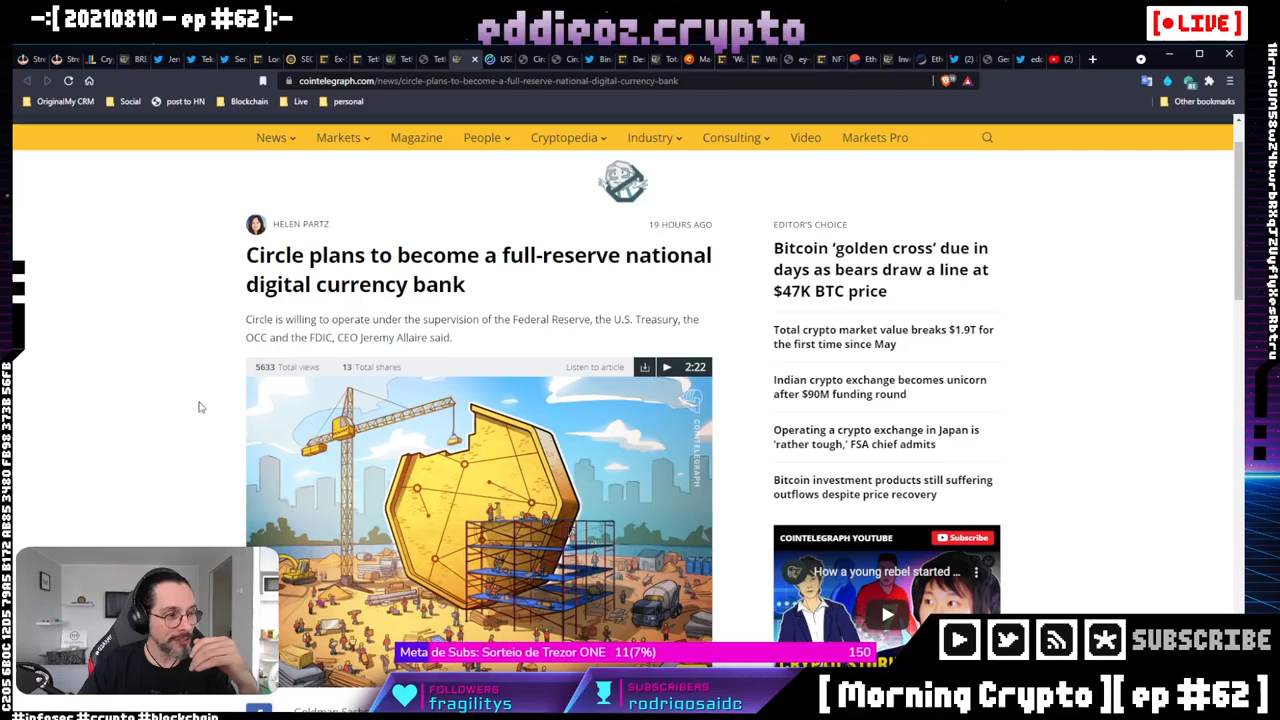 —:[ 20210810 — ep #62 ]:—
eddieoz.crypto
[ LIVE ]
cointelegraph.com/news/circle-plans-to-become-a-full-reserve-national-digital-currency-bank
OriginalMy CRM
Social
post to HN
Blockchain
Live
personal
Other bookmarks
News
Markets
Magazine
People
Cryptopedia
Industry
Consulting
Video
Markets Pro
HELEN PARTZ
19 HOURS AGO
Circle plans to become a full-reserve national
digital currency bank
Circle is willing to operate under the supervision of the Federal Reserve, the U.S. Treasury, the
OCC and the FDIC, CEO Jeremy Allaire said.
5633 Total views
13 Total shares
Listen to article
2:22
COINTELEGRAPH
EDITOR'S CHOICE
Bitcoin ‘golden cross’ due in
days as bears draw a line at
$47K BTC price
Total crypto market value breaks $1.9T for
the first time since May
Indian crypto exchange becomes unicorn
after $90M funding round
Operating a crypto exchange in Japan is
‘rather tough,’ FSA chief admits
Bitcoin investment products still suffering
outflows despite price recovery
COINTELEGRAPH YOUTUBE
Subscribe
How a young rebel started ...
Meta de Subs: Sorteio de Trezor ONE 11(7%)
150
FOLLOWERS
fragilitys
SUBSCRIBERS
rodrigosaidc
SUBSCRIBE
[ Morning Crypto ][ ep #62 ]
#infosec #crypto #blockchain